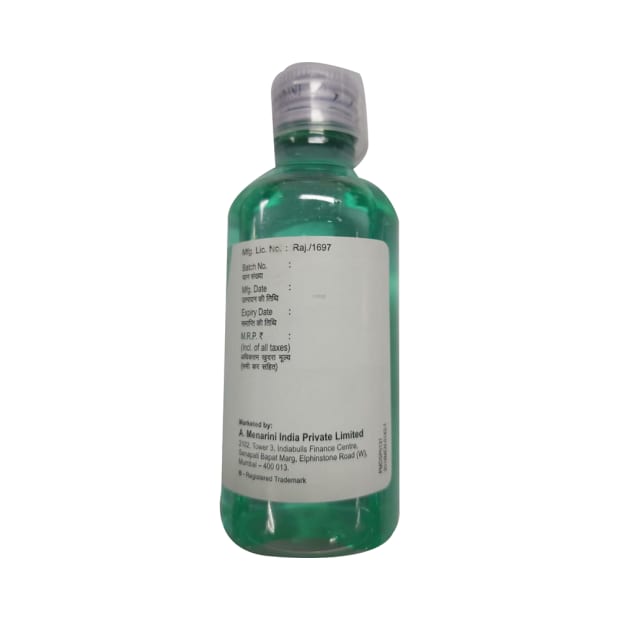 Mfg. Lic. No. : Raj./1697
Batch No. :
घान संख्या
Mfg. Date :
उत्पादन की तिथि
Expiry Date :
समाप्ति की तिथि
M.R.P. ₹ :
(Incl. of all taxes)
अधिकतम खुदरा मूल्य
(सभी कर सहित)
Marketed by:
A. Menarini India Private Limited
2102, Tower 3, Indiabulls Finance Centre,
Senapati Bapat Marg, Elphinstone Road (W),
Mumbai – 400 013.
® - Registered Trademark